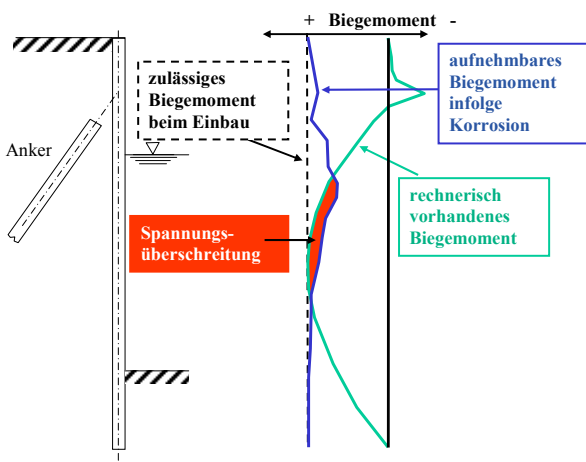 + Biegemoment -
zulässiges
Biegemoment
beim Einbau
aufnehmbares
Biegemoment
infolge
Korrosion
Anker
rechnerisch
vorhandenes
Biegemoment
Spannungs-
überschreitung